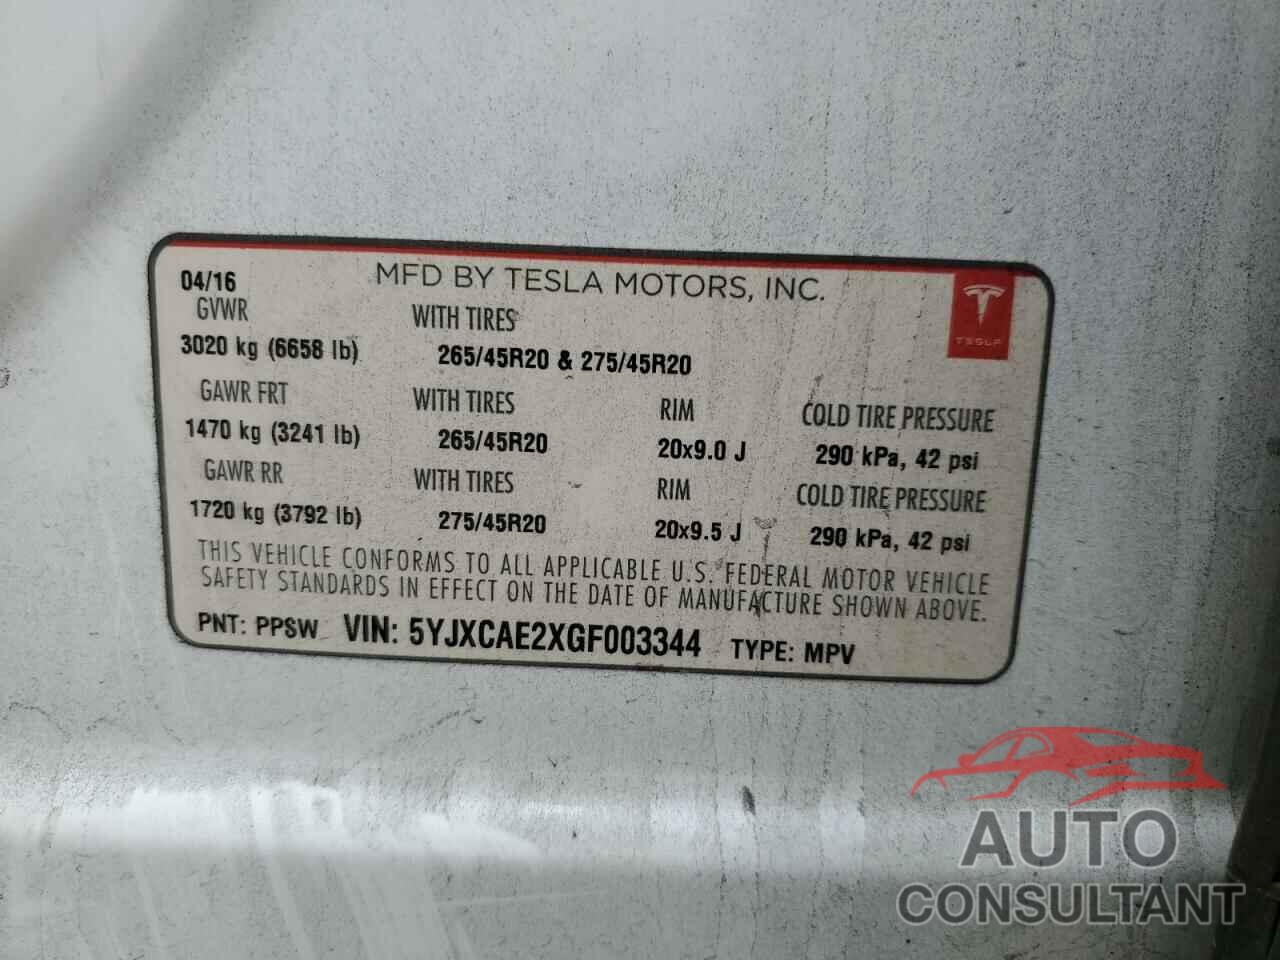 04/16 MFD BY TESLA MOTORS, INC.
GVWR WITH TIRES
TESLA
3020 kg (6658 lb) 265/45R20 & 275/45R20
GAWR FRT WITH TIRES RIM COLD TIRE PRESSURE
1470 kg (3241 lb) 265/45R20 20x9.0 J 290 kPa, 42 psi
GAWR RR WITH TIRES RIM COLD TIRE PRESSURE
1720 kg (3792 lb) 275/45R20 20x9.5 J 290 kPa, 42 psi
THIS VEHICLE CONFORMS TO ALL APPLICABLE U.S. FEDERAL MOTOR VEHICLE
SAFETY STANDARDS IN EFFECT ON THE DATE OF MANUFACTURE SHOWN ABOVE.
PNT: PPSW VIN: 5YJXCAE2XGF003344 TYPE: MPV
AUTO
CONSULTANT